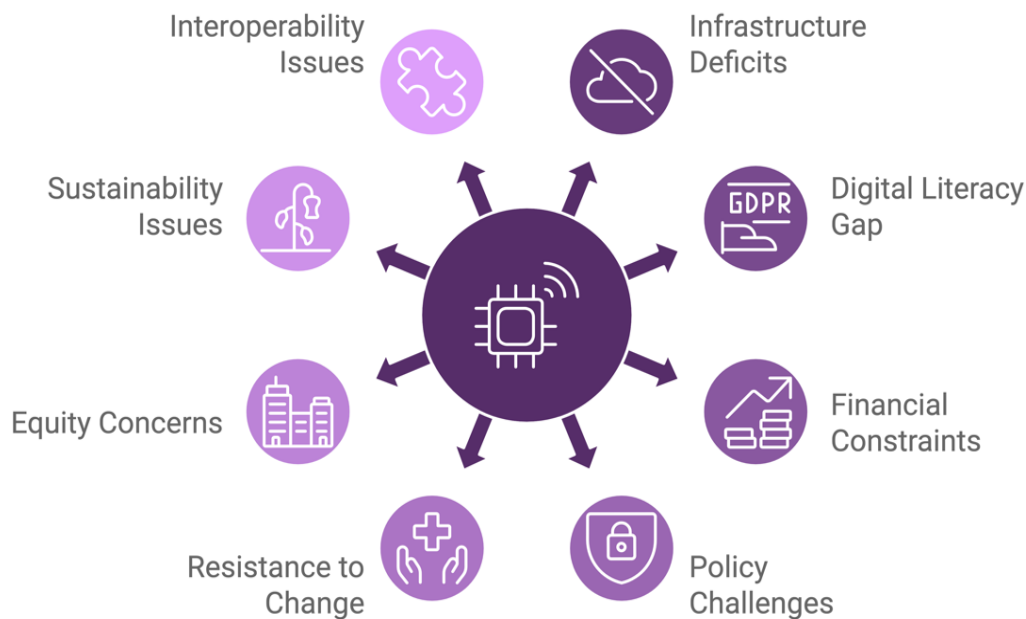 Interoperability
Issues
Infrastructure
Deficits
Sustainability
Issues
GDPR
Digital Literacy
Gap
Equity Concerns
Financial
Constraints
Resistance to
Change
Policy
Challenges